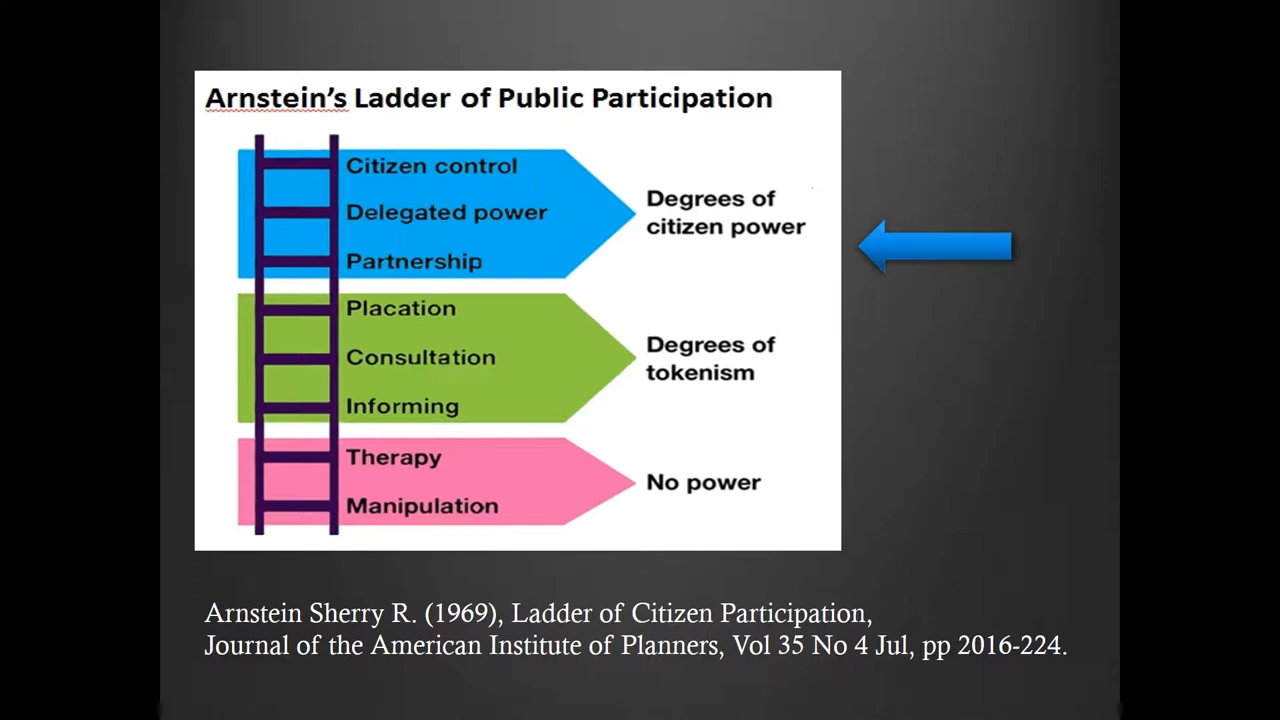 Arnstein's Ladder of Public Participation
Citizen control
Delegated power
Partnership
Degrees of
citizen power
Placation
Consultation
Informing
Degrees of
tokenism
Therapy
Manipulation
No power
Arnstein Sherry R. (1969), Ladder of Citizen Participation,
Journal of the American Institute of Planners, Vol 35 No 4 Jul, pp 2016-224.